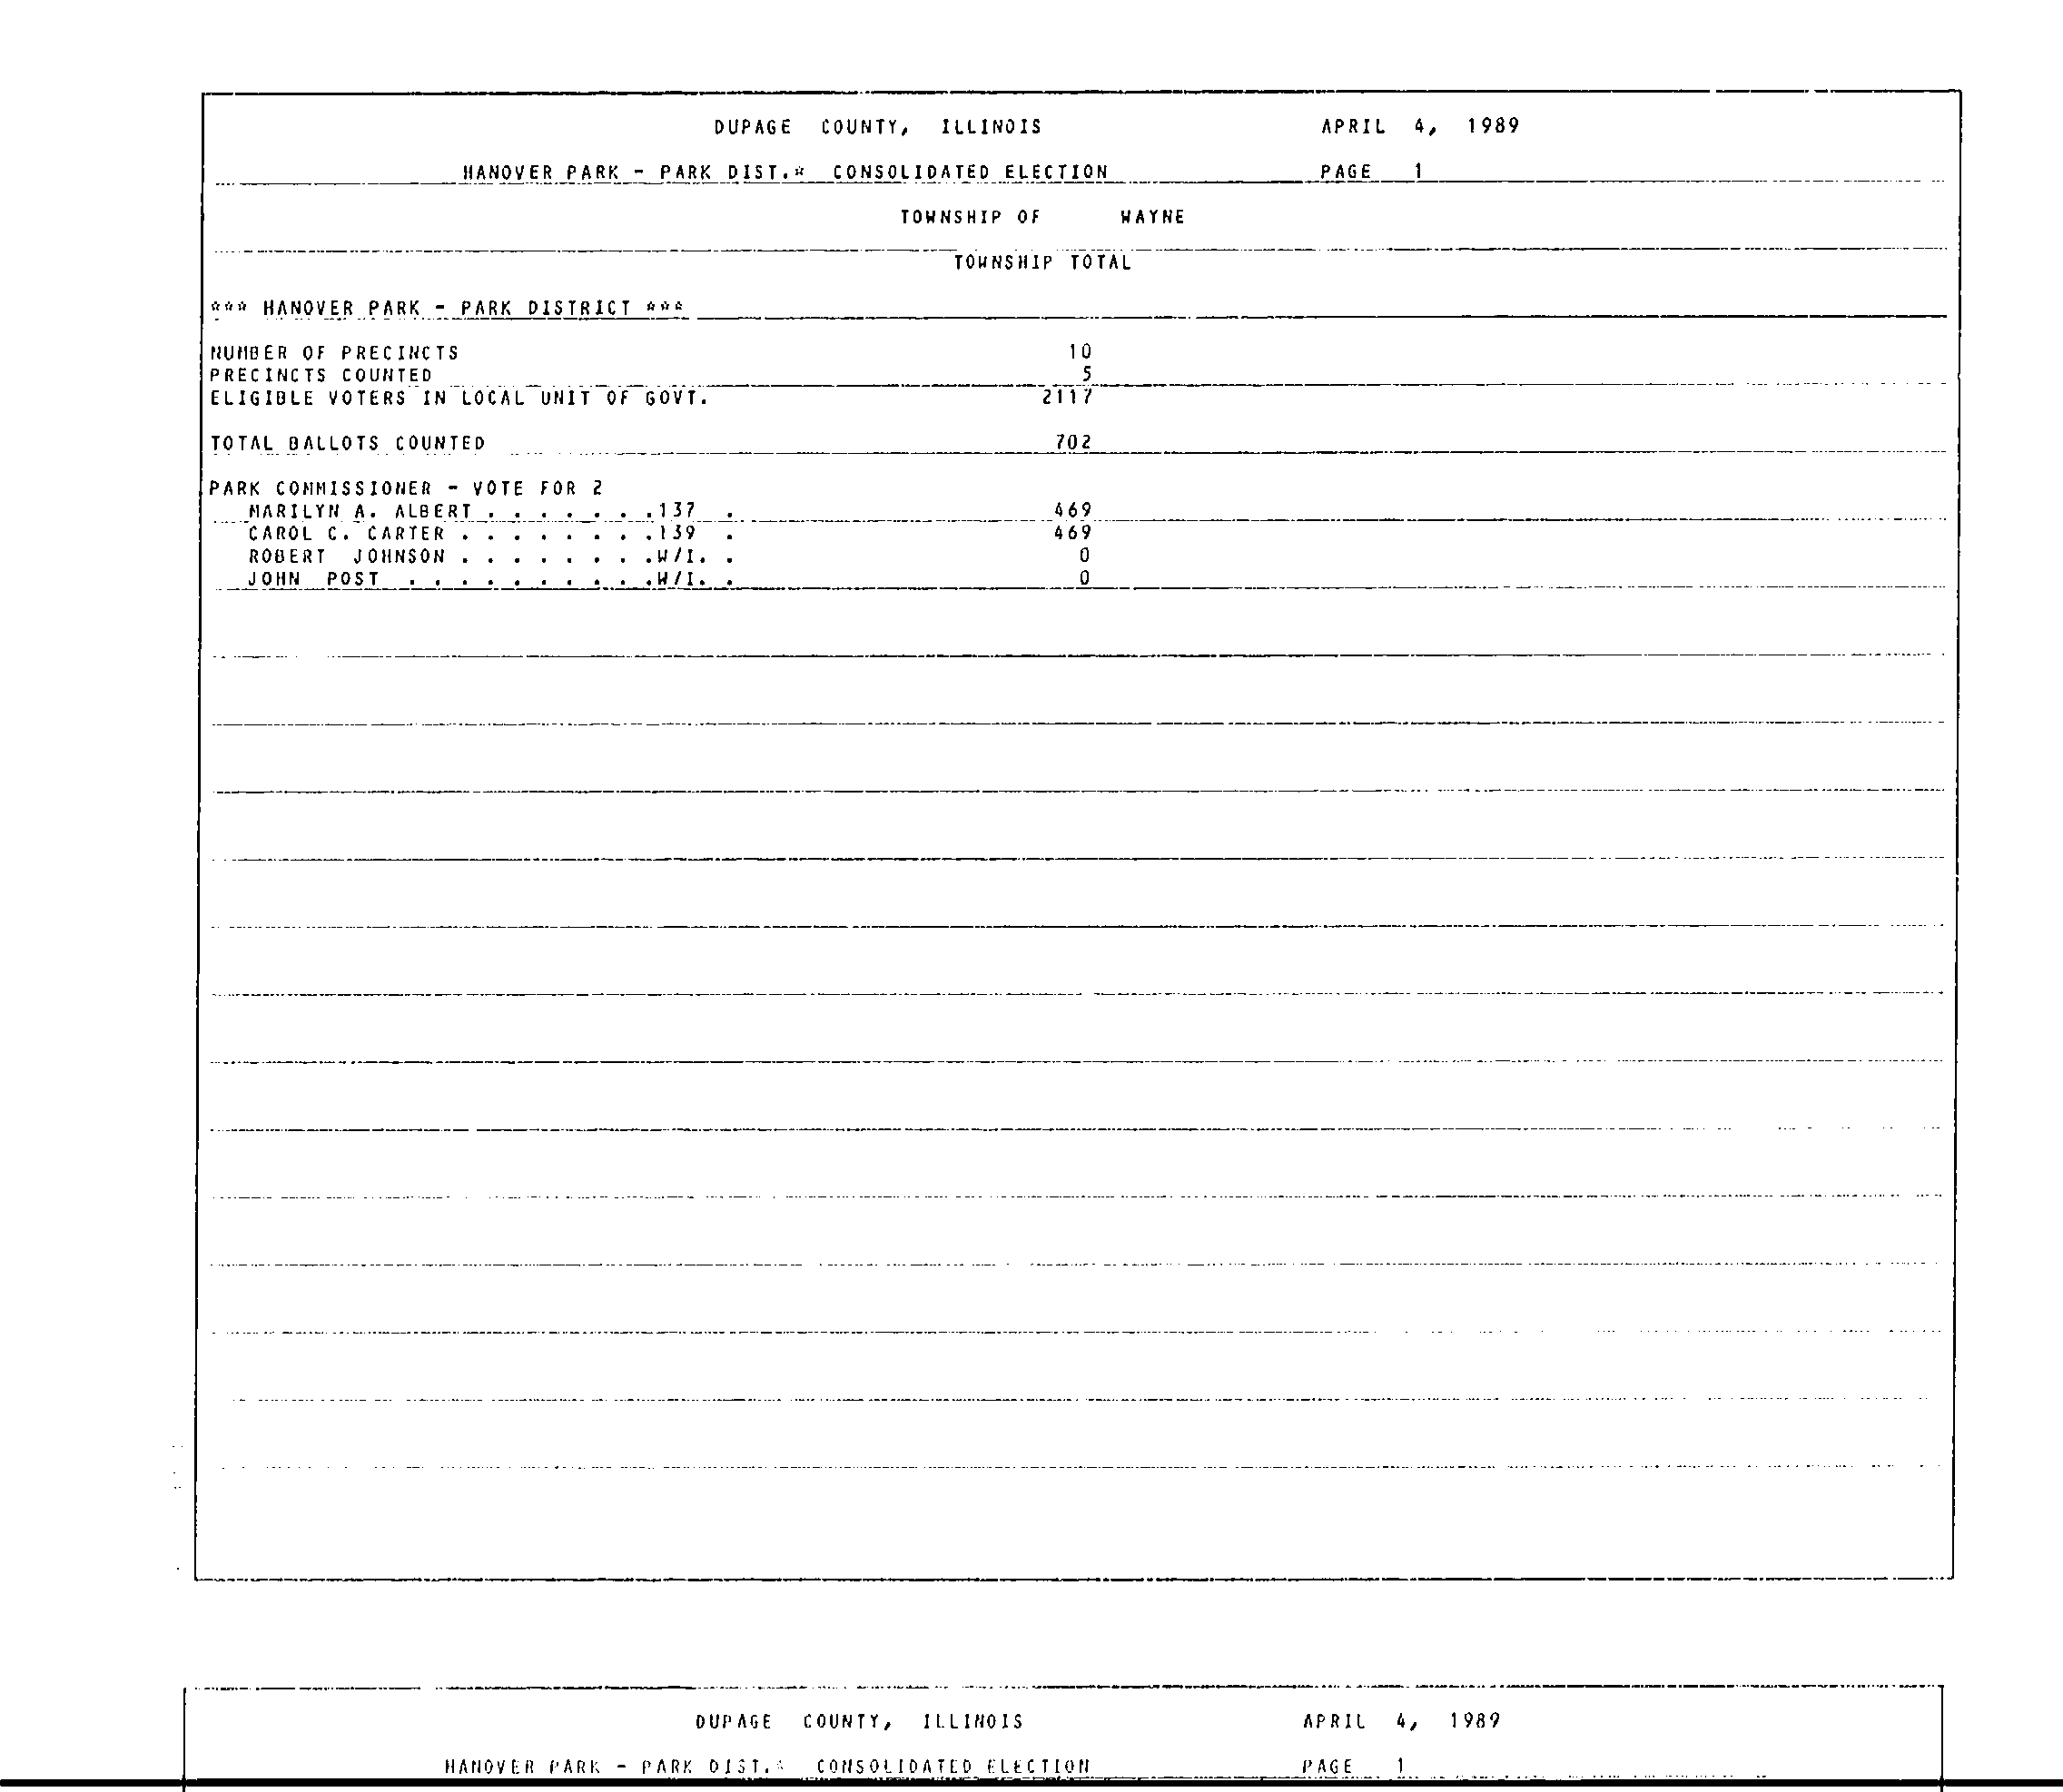 DUPAGE COUNTY, ILLINOIS APRIL 4, 1989
HANOVER PARK - PARK DIST.* CONSOLIDATED ELECTION PAGE 1
TOWNSHIP OF WAYNE
TOWNSHIP TOTAL
*** HANOVER PARK - PARK DISTRICT ***
NUMBER OF PRECINCTS 10
PRECINCTS COUNTED 5
ELIGIBLE VOTERS IN LOCAL UNIT OF GOVT. 2117
TOTAL BALLOTS COUNTED 702
PARK COMMISSIONER - VOTE FOR 2
MARILYN A. ALBERT . . . . . . .137 . 469
CAROL C. CARTER . . . . . . . .139 . 469
ROBERT JOHNSON . . . . . . . .W/I. . 0
JOHN POST . . . . . . . . . .W/I. . 0
DUPAGE COUNTY, ILLINOIS APRIL 4, 1989
HANOVER PARK - PARK DIST.* CONSOLIDATED ELECTION PAGE 1